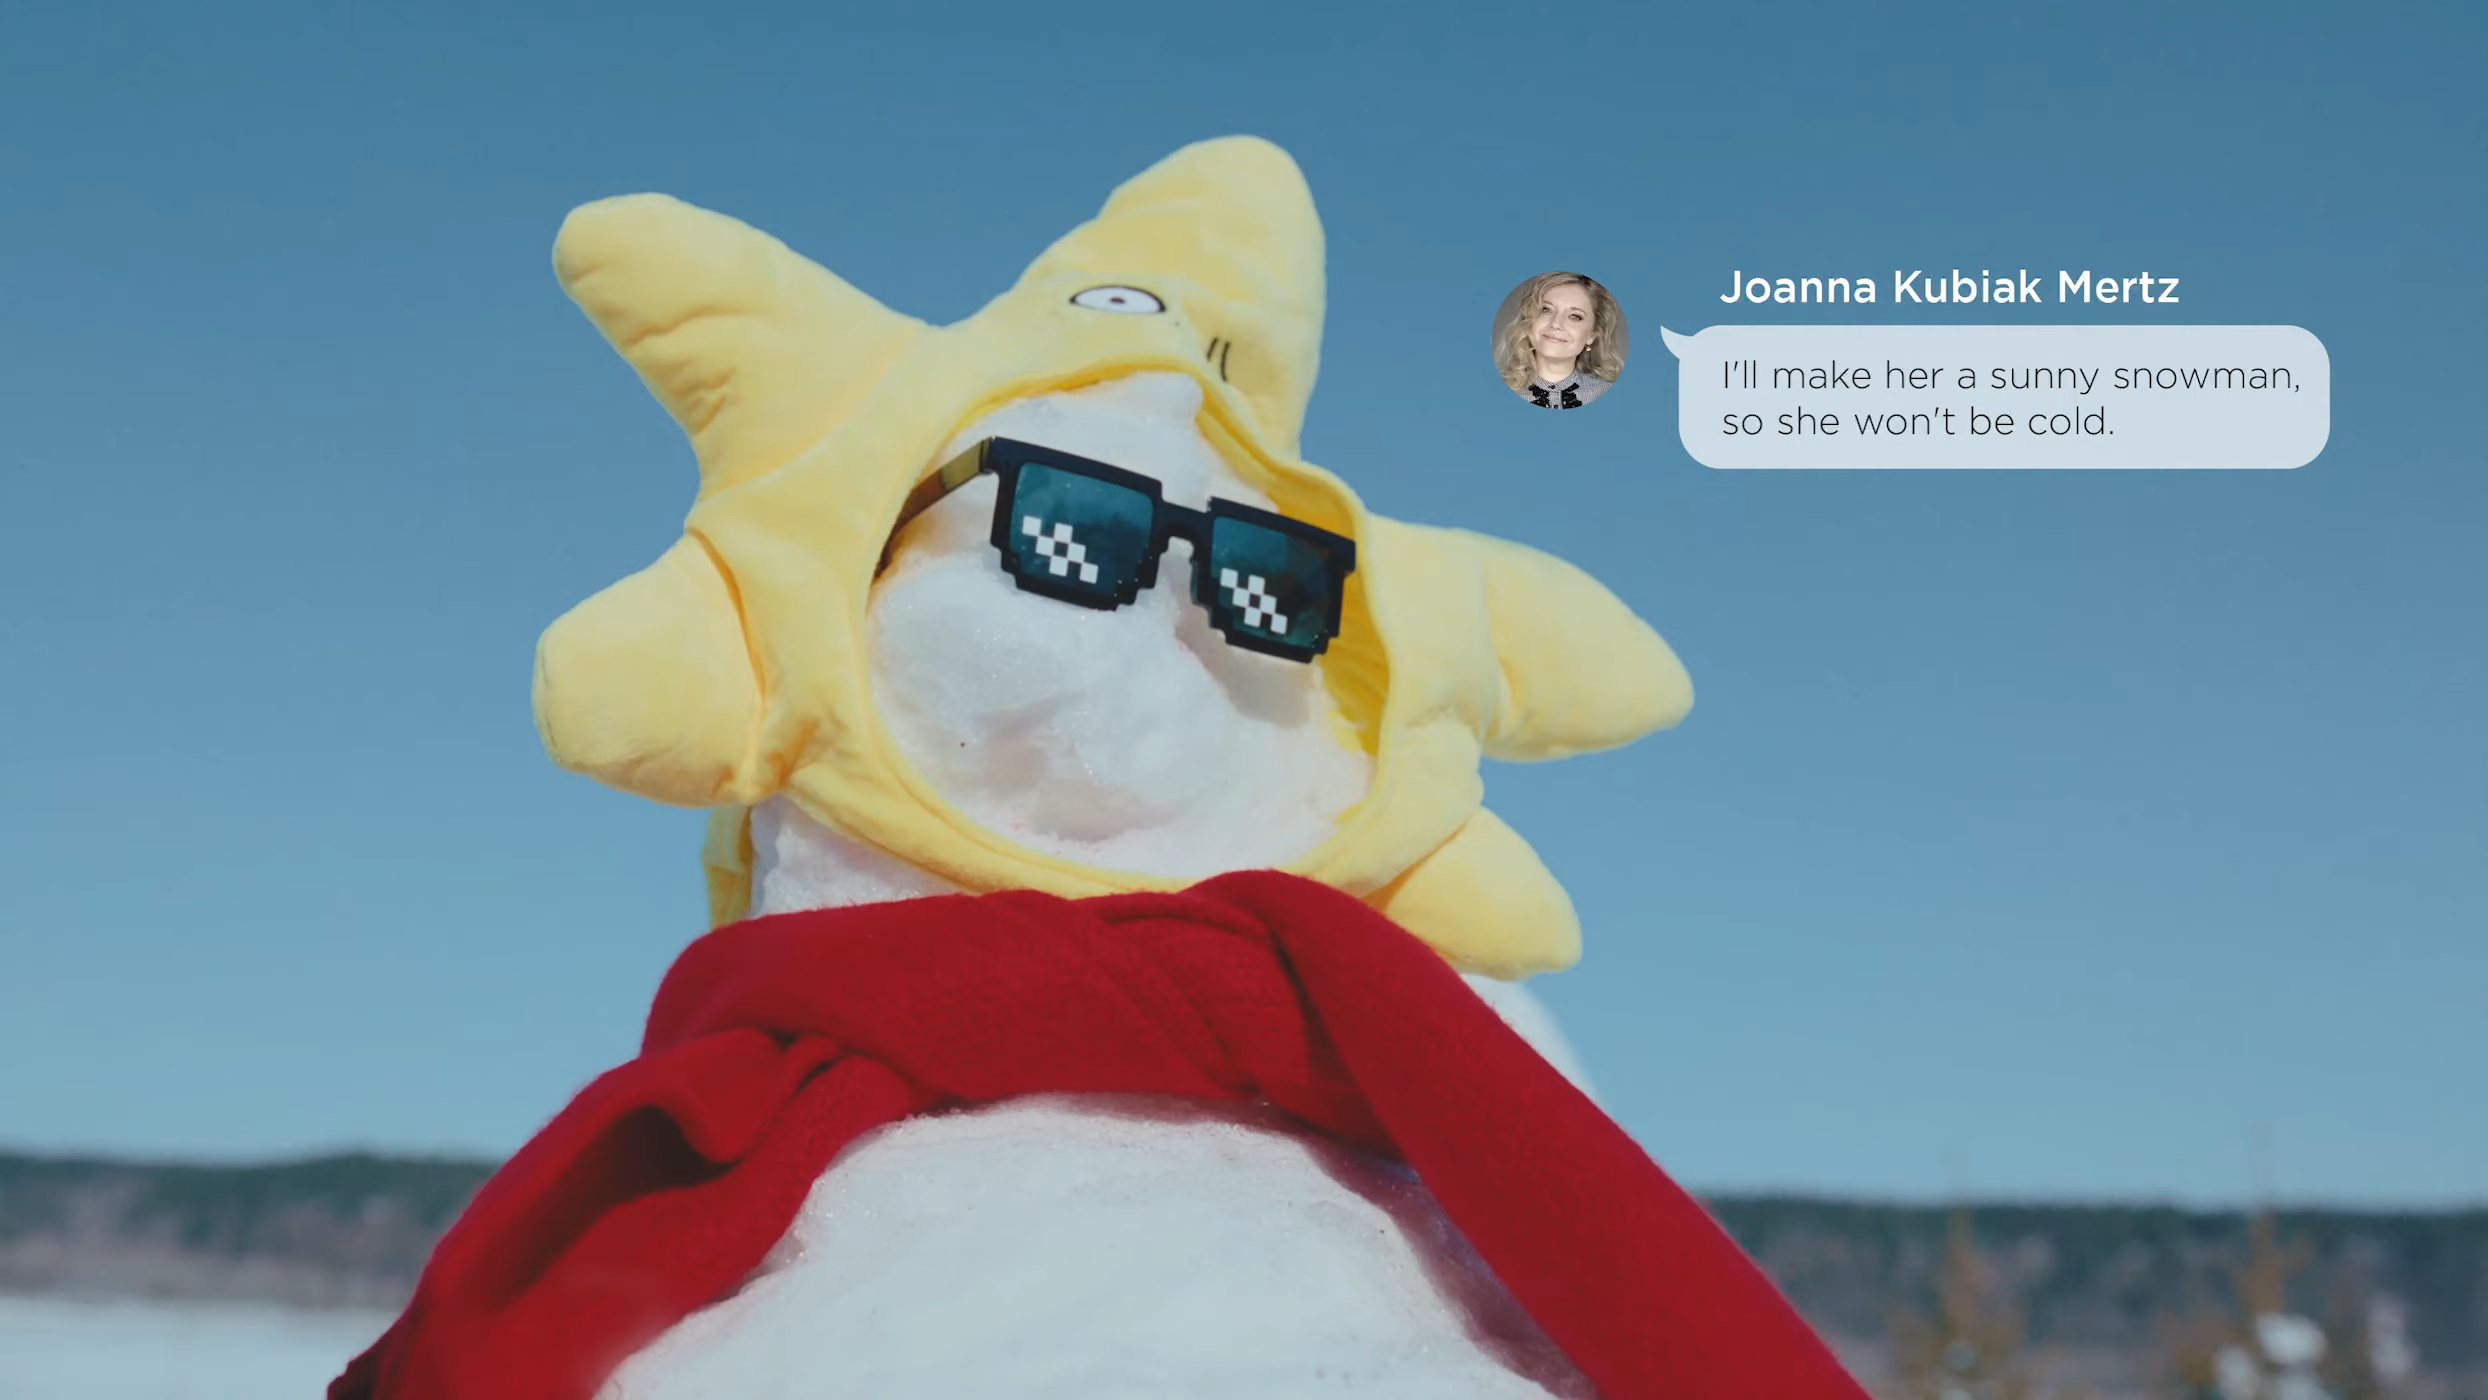 Joanna Kubiak Mertz
I'll make her a sunny snowman,
so she won't be cold.